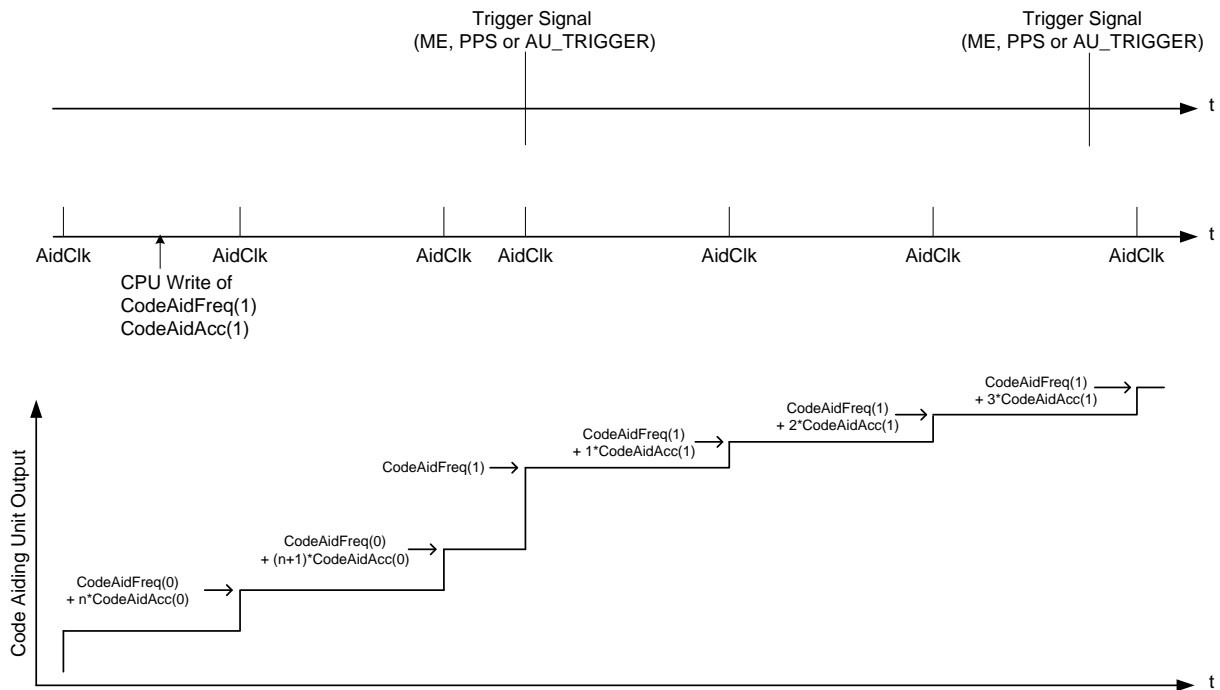 Trigger Signal
(ME, PPS or AU_TRIGGER)
Trigger Signal
(ME, PPS or AU_TRIGGER)
t
t
AidClk
AidClk
AidClk
AidClk
AidClk
AidClk
AidClk
CPU Write of
CodeAidFreq(1)
CodeAidAcc(1)
Code Aiding Unit Output
CodeAidFreq(0)
+ n*CodeAidAcc(0)
CodeAidFreq(0)
+ (n+1)*CodeAidAcc(0)
CodeAidFreq(1)
CodeAidFreq(1)
+ 1*CodeAidAcc(1)
CodeAidFreq(1)
+ 2*CodeAidAcc(1)
CodeAidFreq(1)
+ 3*CodeAidAcc(1)
t